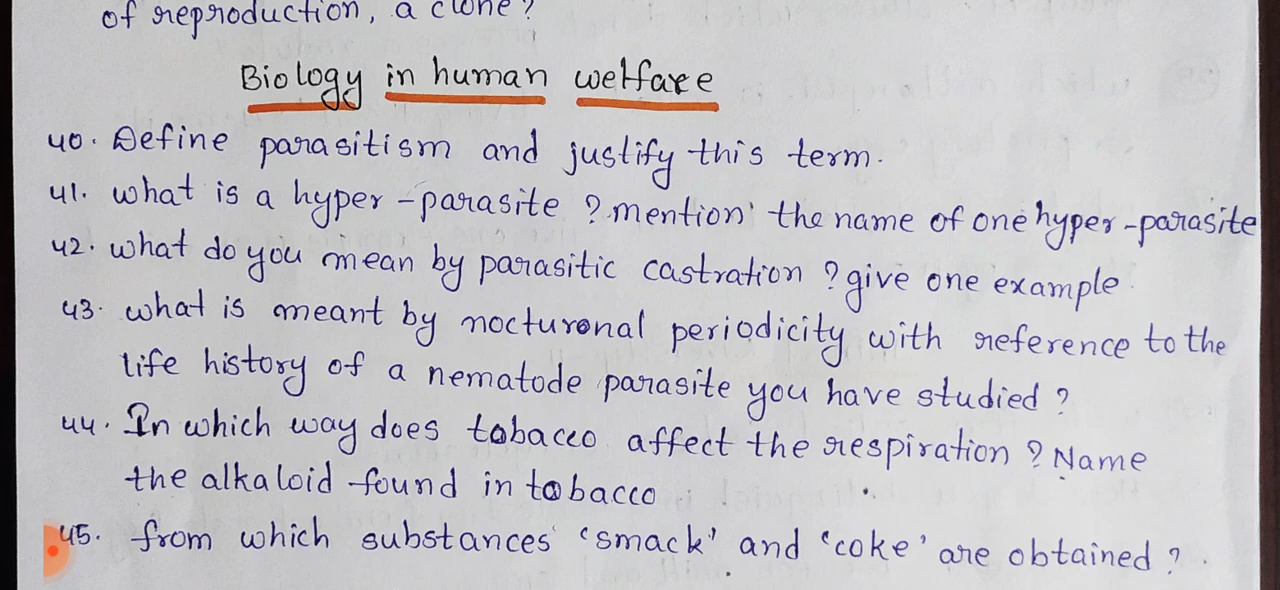 of reproduction, a clone?
Biology in human welfare
40. Define parasitism and justify this term.
41. what is a hyper-parasite ? mention the name of one hyper-parasite
42. what do you mean by parasitic castration ? give one example.
43. what is meant by nocturonal periodicity with reference to the
life history of a nematode parasite you have studied ?
44. In which way does tobacco affect the respiration ? Name
the alkaloid found in tobacco
45. from which substances 'smack' and 'coke' are obtained ?